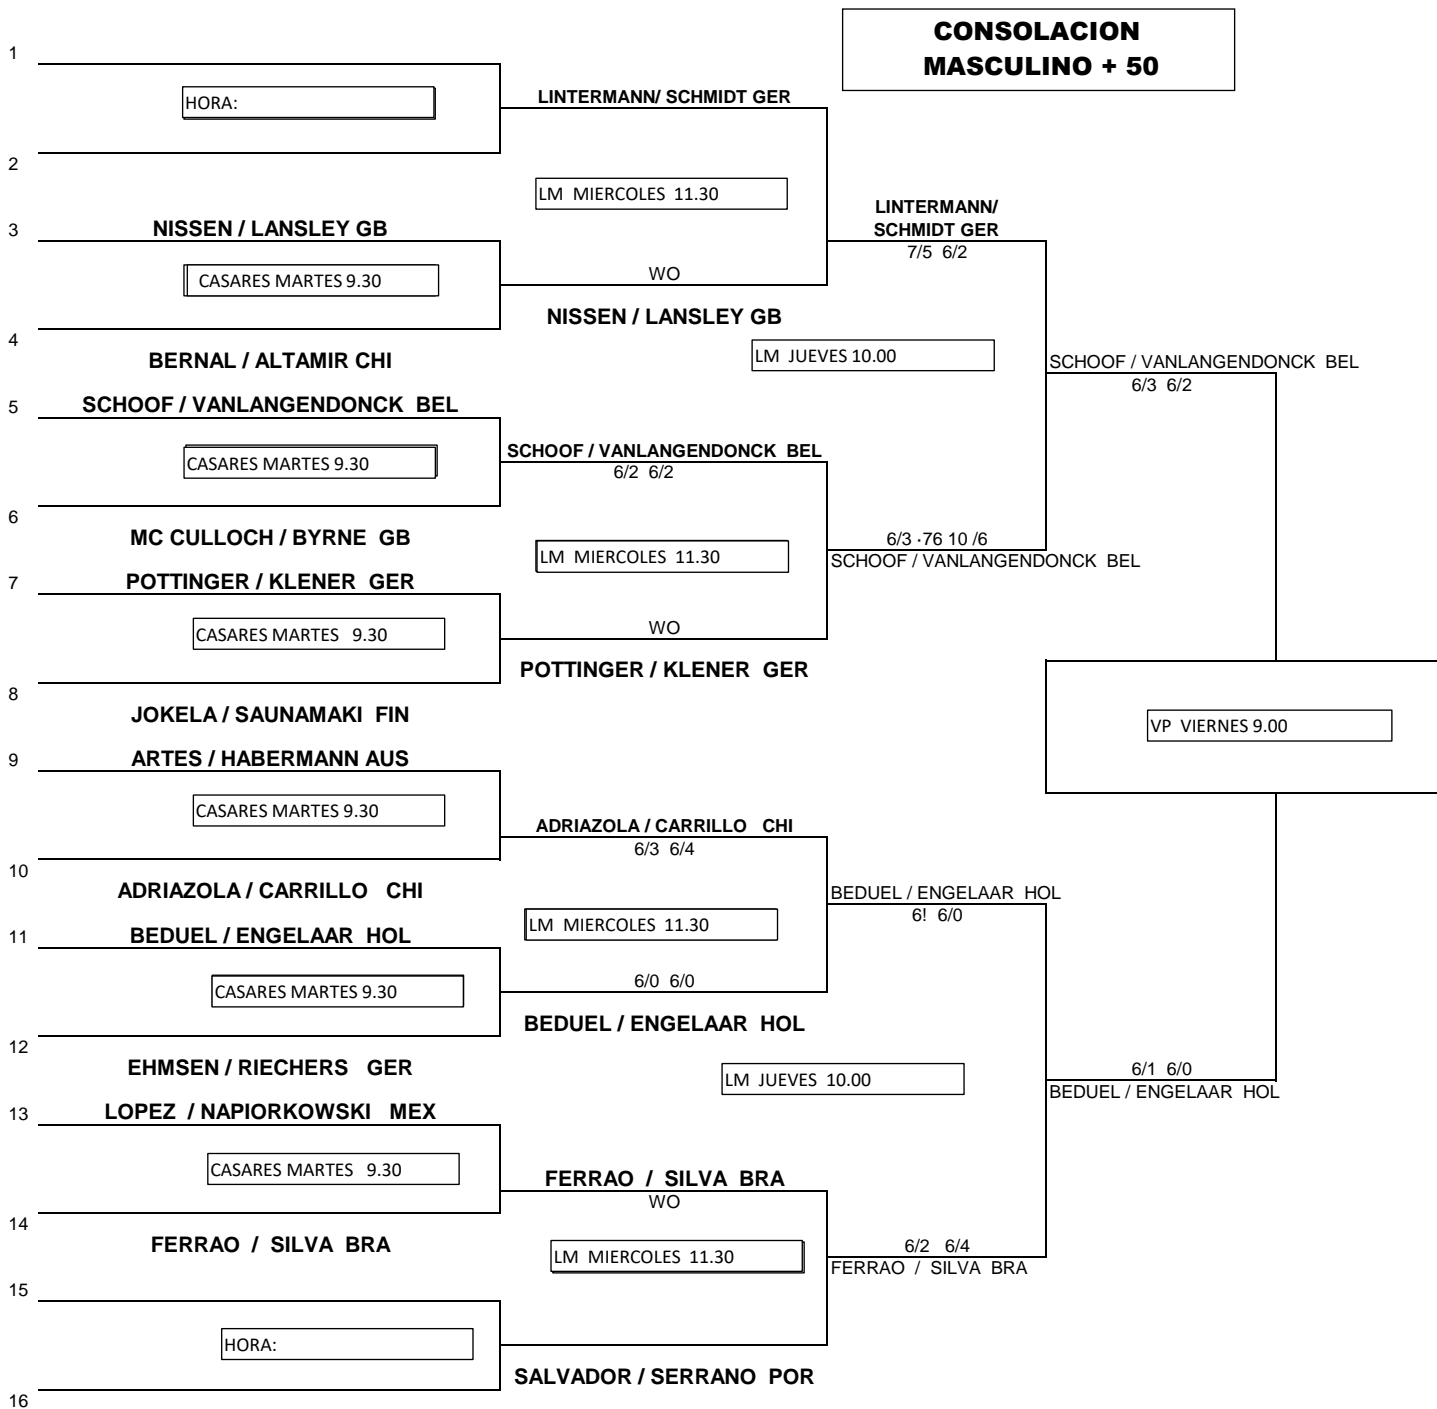 CONSOLACION
MASCULINO + 50
1
HORA:
LINTERMANN/ SCHMIDT GER
2
LM  MIERCOLES  11.30
LINTERMANN/
SCHMIDT GER
7/5  6/2
3
NISSEN / LANSLEY GB
CASARES MARTES 9.30
WO
NISSEN / LANSLEY GB
4
BERNAL / ALTAMIR CHI
LM  JUEVES 10.00
SCHOOF / VANLANGENDONCK  BEL
6/3  6/2
5
SCHOOF / VANLANGENDONCK  BEL
CASARES MARTES 9.30
SCHOOF / VANLANGENDONCK  BEL
6/2  6/2
6
MC CULLOCH / BYRNE  GB
LM  MIERCOLES  11.30
6/3 ·76 10 /6
SCHOOF / VANLANGENDONCK  BEL
7
POTTINGER / KLENER  GER
CASARES MARTES   9.30
WO
POTTINGER / KLENER  GER
8
JOKELA / SAUNAMAKI  FIN
VP  VIERNES 9.00
9
ARTES / HABERMANN AUS
CASARES MARTES 9.30
ADRIAZOLA / CARRILLO   CHI
6/3  6/4
10
ADRIAZOLA / CARRILLO   CHI
BEDUEL / ENGELAAR  HOL
6!  6/0
LM  MIERCOLES  11.30
11
BEDUEL / ENGELAAR  HOL
CASARES MARTES 9.30
6/0  6/0
BEDUEL / ENGELAAR  HOL
12
EHMSEN / RIECHERS   GER
LM  JUEVES  10.00
6/1  6/0
BEDUEL / ENGELAAR  HOL
13
LOPEZ  / NAPIORKOWSKI   MEX
CASARES MARTES   9.30
FERRAO  /  SILVA  BRA
WO
14
FERRAO  /  SILVA  BRA
LM  MIERCOLES  11.30
6/2   6/4
FERRAO  /  SILVA  BRA
15
HORA:
SALVADOR / SERRANO  POR
16